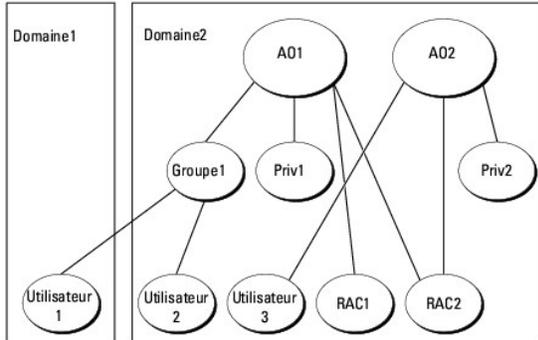 Domaine1
Domaine2
AO1
AO2
Groupe1
Priv1
Priv2
Utilisateur
1
Utilisateur
2
Utilisateur
3
RAC1
RAC2